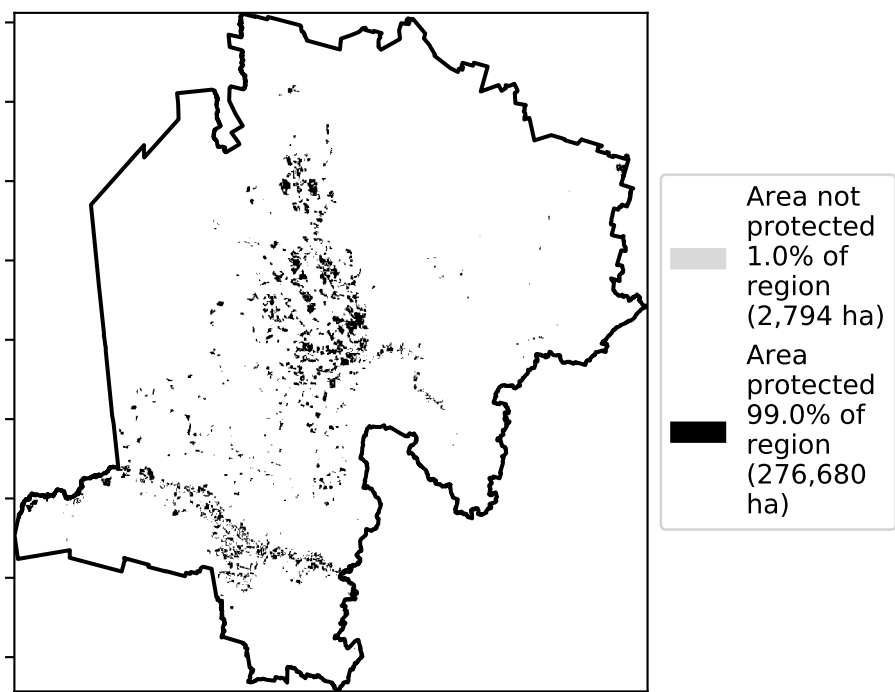 Area not
protected
1.0% of
region
(2,794 ha)
Area
protected
99.0% of
region
(276,680
ha)